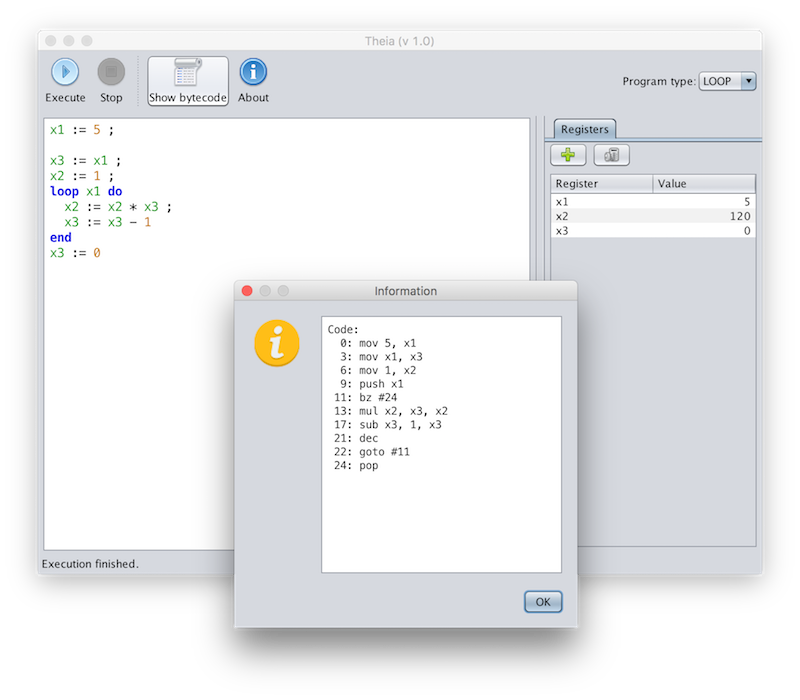 Theia (v 1.0)
Execute Stop Show bytecode About
Program type: LOOP
x1 := 5 ;
x3 := x1 ;
x2 := 1 ;
loop x1 do
x2 := x2 * x3 ;
x3 := x3 - 1
end
x3 := 0
Registers
Register Value
x1 5
x2 120
x3 0
Information
Code:
0: mov 5, x1
3: mov x1, x3
6: mov 1, x2
9: push x1
11: bz #24
13: mul x2, x3, x2
17: sub x3, 1, x3
21: dec
22: goto #11
24: pop
OK
Execution finished.